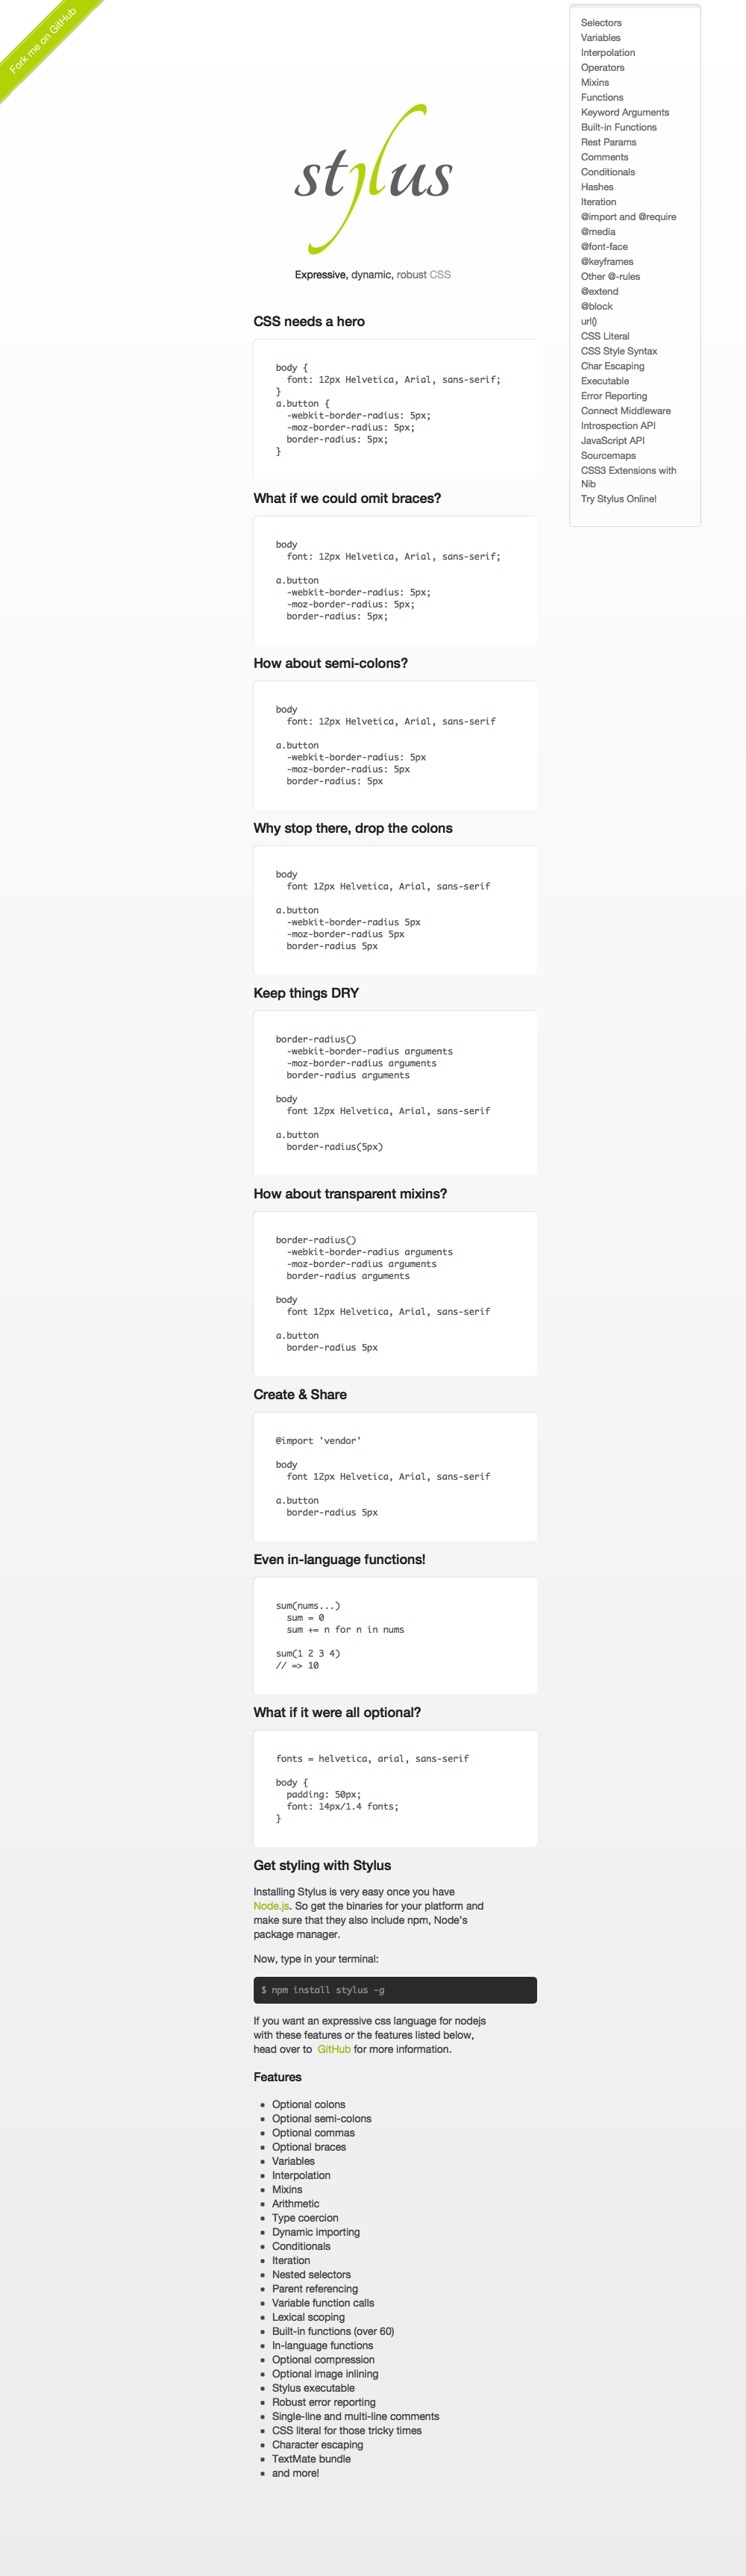 Fork me on GitHub
Selectors
Variables
Interpolation
Operators
Mixins
Functions
Keyword Arguments
Built-in Functions
Rest Params
Comments
Conditionals
Hashes
Iteration
@import and @require
@media
@font-face
@keyframes
Other @-rules
@extend
@block
url()
CSS Literal
CSS Style Syntax
Char Escaping
Executable
Error Reporting
Connect Middleware
Introspection API
JavaScript API
Sourcemaps
CSS3 Extensions with
Nib
Try Stylus Online!
stylus
Expressive, dynamic, robust CSS
CSS needs a hero
body {
  font: 12px Helvetica, Arial, sans-serif;
}
a.button {
  -webkit-border-radius: 5px;
  -moz-border-radius: 5px;
  border-radius: 5px;
}
What if we could omit braces?
body
  font: 12px Helvetica, Arial, sans-serif;
a.button
  -webkit-border-radius: 5px;
  -moz-border-radius: 5px;
  border-radius: 5px;
How about semi-colons?
body
  font: 12px Helvetica, Arial, sans-serif
a.button
  -webkit-border-radius: 5px
  -moz-border-radius: 5px
  border-radius: 5px
Why stop there, drop the colons
body
  font 12px Helvetica, Arial, sans-serif
a.button
  -webkit-border-radius 5px
  -moz-border-radius 5px
  border-radius 5px
Keep things DRY
border-radius()
  -webkit-border-radius arguments
  -moz-border-radius arguments
  border-radius arguments
body
  font 12px Helvetica, Arial, sans-serif
a.button
  border-radius(5px)
How about transparent mixins?
border-radius()
  -webkit-border-radius arguments
  -moz-border-radius arguments
  border-radius arguments
body
  font 12px Helvetica, Arial, sans-serif
a.button
  border-radius 5px
Create & Share
@import 'vendor'
body
  font 12px Helvetica, Arial, sans-serif
a.button
  border-radius 5px
Even in-language functions!
sum(nums...)
  sum = 0
  sum += n for n in nums
sum(1 2 3 4)
// => 10
What if it were all optional?
fonts = helvetica, arial, sans-serif
body {
  padding: 50px;
  font: 14px/1.4 fonts;
}
Get styling with Stylus
Installing Stylus is very easy once you have
Node.js. So get the binaries for your platform and
make sure that they also include npm, Node's
package manager.
Now, type in your terminal:
$ npm install stylus -g
If you want an expressive css language for nodejs
with these features or the features listed below,
head over to GitHub for more information.
Features
Optional colons
Optional semi-colons
Optional commas
Optional braces
Variables
Interpolation
Mixins
Arithmetic
Type coercion
Dynamic importing
Conditionals
Iteration
Nested selectors
Parent referencing
Variable function calls
Lexical scoping
Built-in functions (over 60)
In-language functions
Optional compression
Optional image inlining
Stylus executable
Robust error reporting
Single-line and multi-line comments
CSS literal for those tricky times
Character escaping
TextMate bundle
and more!